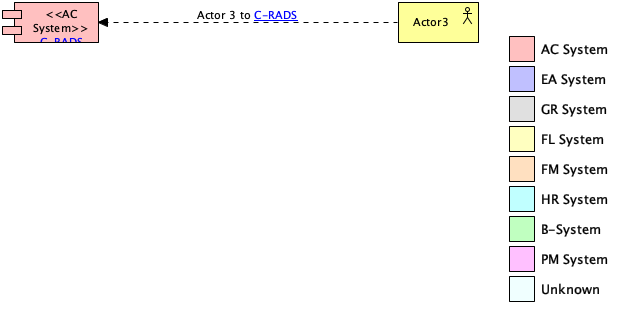 <<AC
System>>
C-RADS
Actor 3 to C-RADS
Actor3
AC System
EA System
GR System
FL System
FM System
HR System
B-System
PM System
Unknown